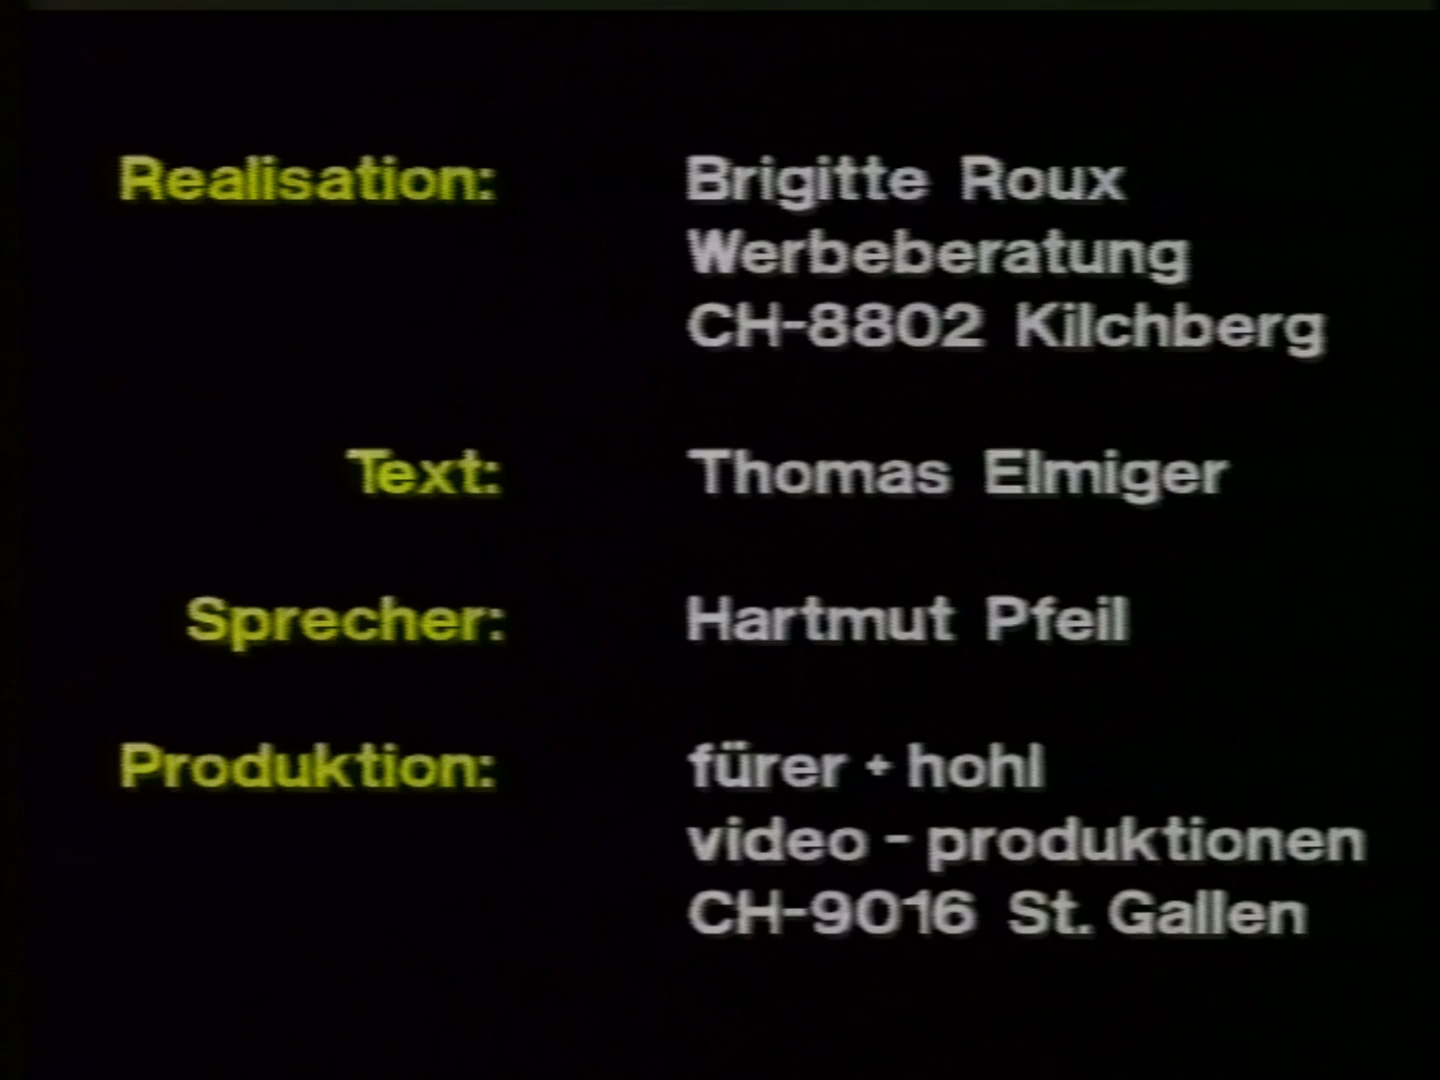 Realisation: Brigitte Roux
Werbeberatung
CH-8802 Kilchberg
Text: Thomas Elmiger
Sprecher: Hartmut Pfeil
Produktion: fürer + hohl
video - produktionen
CH-9016 St. Gallen